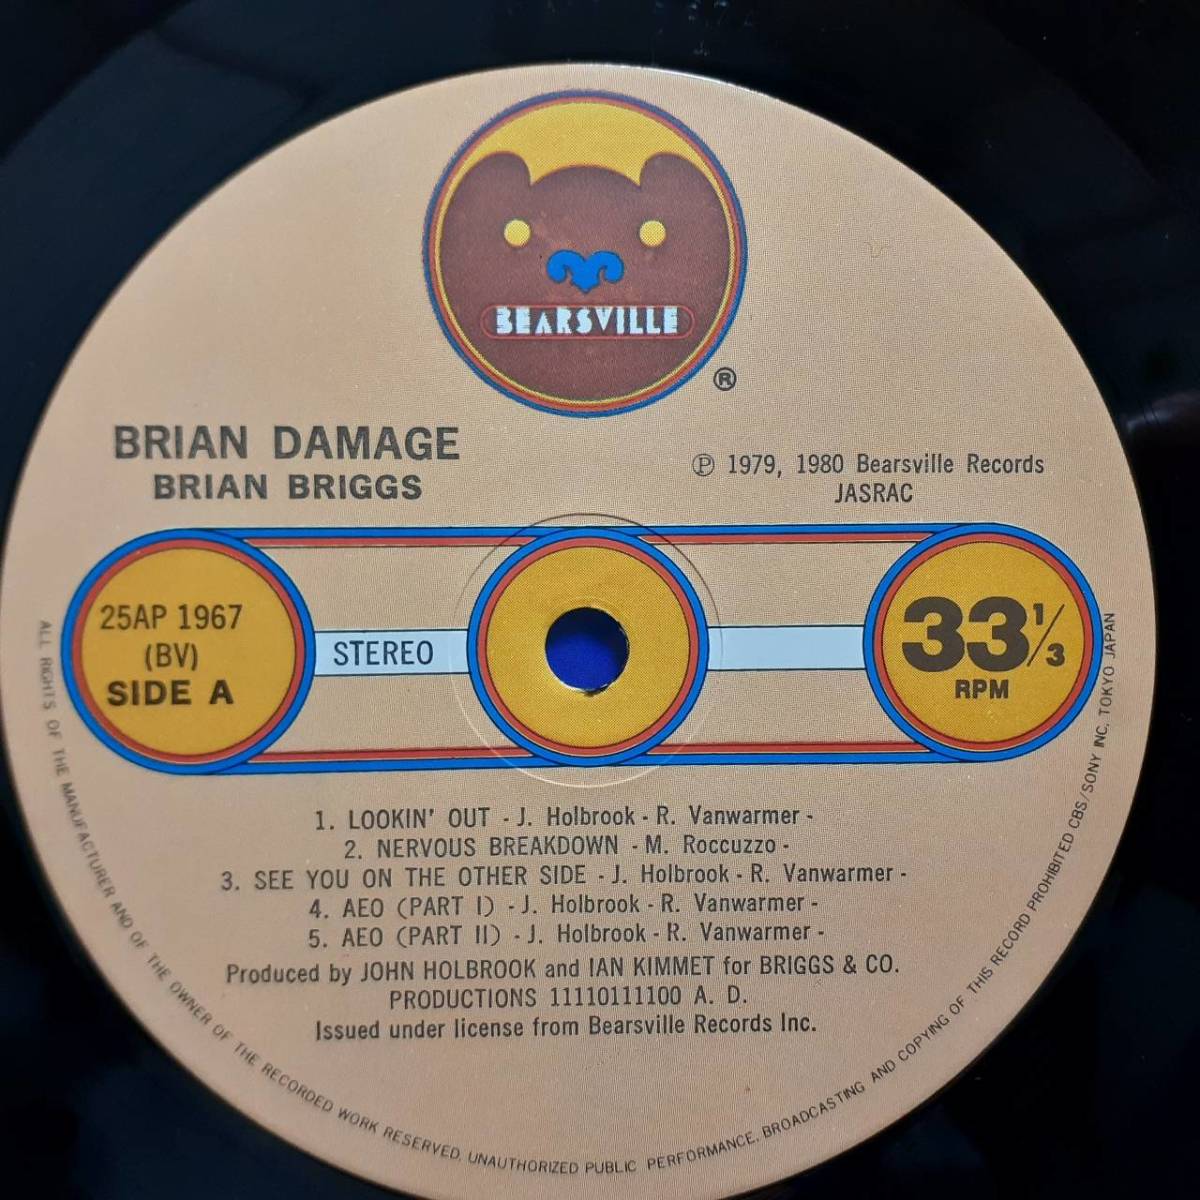 BEARSVILLE
®
BRIAN DAMAGE
BRIAN BRIGGS
℗ 1979, 1980 Bearsville Records
JASRAC
25AP 1967
(BV)
SIDE A
STEREO
33 1/3
RPM
1. LOOKIN' OUT - J. Holbrook - R. Vanwarmer -
2. NERVOUS BREAKDOWN - M. Roccuzzo -
3. SEE YOU ON THE OTHER SIDE - J. Holbrook - R. Vanwarmer -
4. AEO (PART I) - J. Holbrook - R. Vanwarmer -
5. AEO (PART II) - J. Holbrook - R. Vanwarmer -
Produced by JOHN HOLBROOK and IAN KIMMET for BRIGGS & CO.
PRODUCTIONS 11110111100 A. D.
Issued under license from Bearsville Records Inc.
ALL RIGHTS OF THE MANUFACTURER AND OF THE OWNER OF THE RECORDED WORK RESERVED. UNAUTHORIZED PUBLIC PERFORMANCE. BROADCASTING AND COPYING OF THIS RECORD PROHIBITED CBS/SONY INC. TOKYO JAPAN